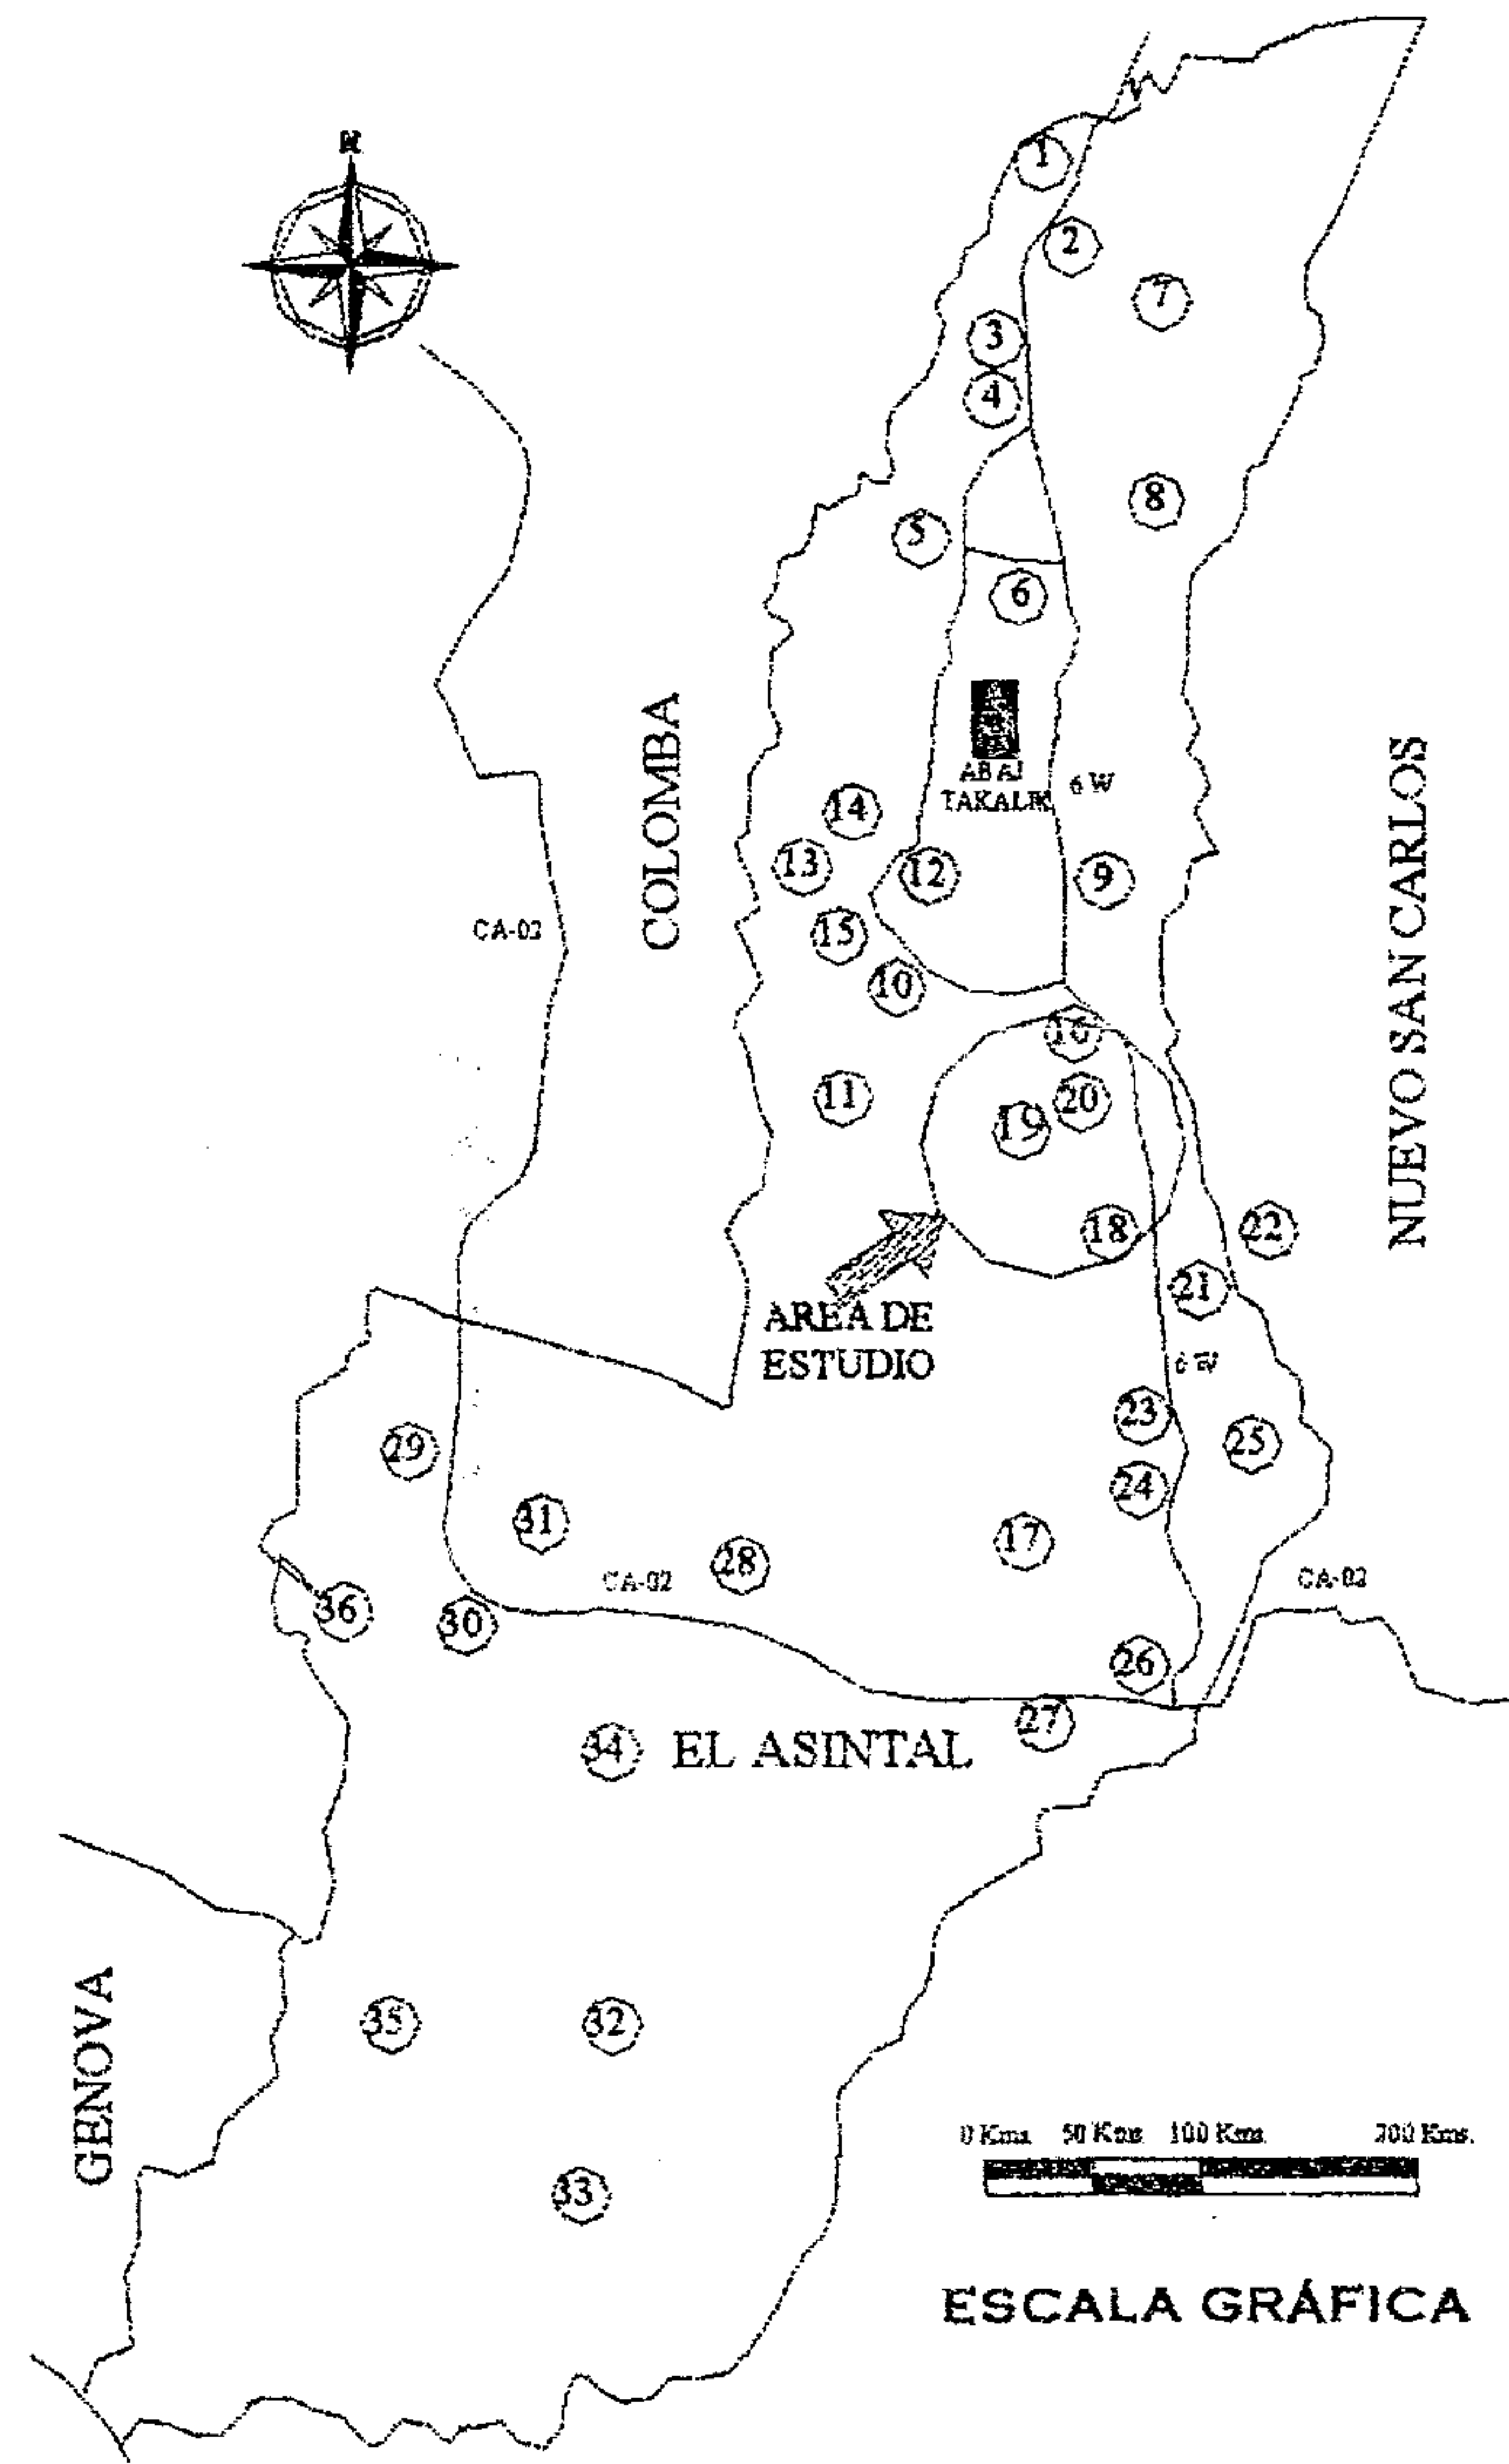 N
1
2
7
3
4
8
5
6
ABAJ
TAKALIK
6 W
COLOMBA
NUEVO SAN CARLOS
14
13
12
9
CA-02
15
10
16
11
20
19
18
22
21
AREA DE
ESTUDIO
6 W
23
29
25
24
31
17
28
CA-02
CA-02
36
30
26
27
34
EL ASINTAL
GENOVA
35
32
33
0 Kms. 50 Kms. 100 Kms. 200 Kms.
ESCALA GRÁFICA